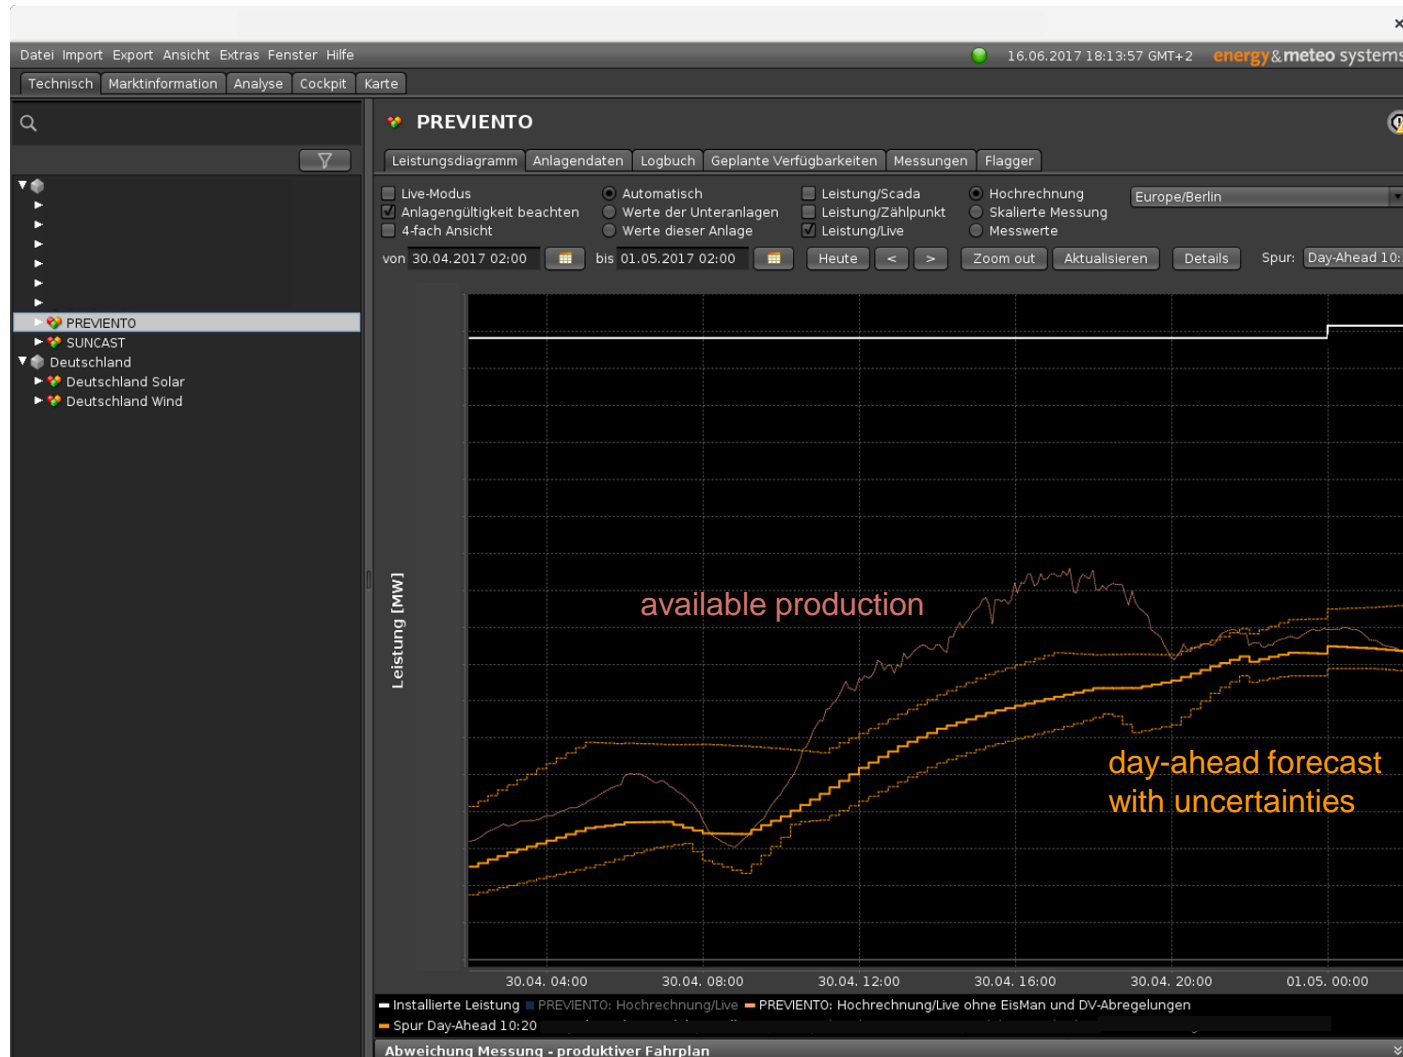 ×
Datei Import Export Ansicht Extras Fenster Hilfe
16.06.2017 18:13:57 GMT+2 energy&meteo systems
Technisch Marktinformation Analyse Cockpit Karte
PREVIENTO
Leistungsdiagramm Anlagendaten Logbuch Geplante Verfügbarkeiten Messungen Flagger
Live-Modus Automatisch Leistung/Scada Hochrechnung Europe/Berlin
Anlagengültigkeit beachten Werte der Unteranlagen Leistung/Zählpunkt Skalierte Messung
4-fach Ansicht Werte dieser Anlage Leistung/Live Messwerte
von 30.04.2017 02:00 bis 01.05.2017 02:00 Heute < > Zoom out Aktualisieren Details Spur: Day-Ahead 10:
PREVIENTO
SUNCAST
Deutschland
Deutschland Solar
Deutschland Wind
Leistung [MW]
available production
day-ahead forecast
with uncertainties
30.04. 04:00 30.04. 08:00 30.04. 12:00 30.04. 16:00 30.04. 20:00 01.05. 00:00
Installierte Leistung PREVIENTO: Hochrechnung/Live PREVIENTO: Hochrechnung/Live ohne EisMan und DV-Abregelungen
Spur Day-Ahead 10:20
Abweichung Messung - produktiver Fahrplan